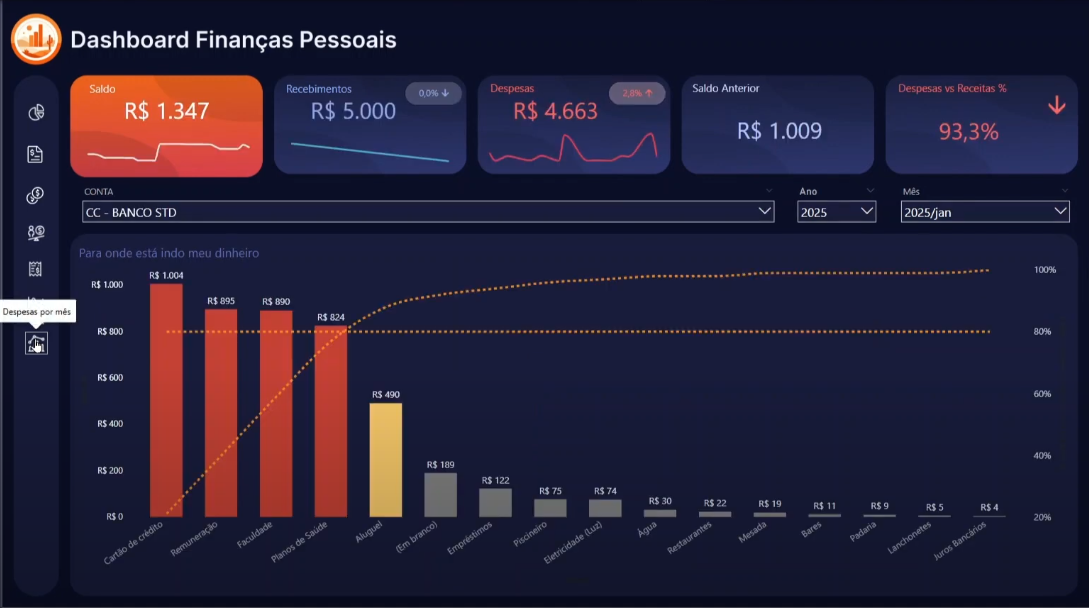 Dashboard Finanças Pessoais
Saldo
R$ 1.347
Recebimentos
0,0% ↓
R$ 5.000
Despesas
2,0% ↑
R$ 4.663
Saldo Anterior
R$ 1.009
Despesas vs Receitas %
93,3%
CONTA
CC - BANCO STD
Ano
2025
Mês
2025/jan
Despesas por mês
Para onde está indo meu dinheiro
R$ 1.000
R$ 800
R$ 600
R$ 400
R$ 200
R$ 0
R$ 1.004
R$ 895
R$ 890
R$ 824
R$ 490
R$ 189
R$ 122
R$ 75
R$ 74
R$ 30
R$ 22
R$ 19
R$ 11
R$ 9
R$ 5
R$ 4
100%
80%
60%
40%
20%
Cartão de crédito
Remuneração
Faculdade
Planos de Saúde
Aluguel
(Em branco)
Empréstimos
Piscineiro
Eletricidade (Luz)
Água
Restaurantes
Mesada
Bares
Padaria
Lanchonetes
Juros Bancários